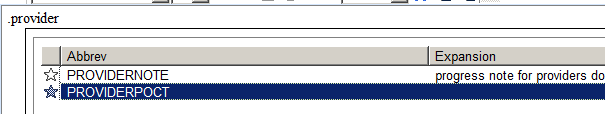 .provider
Abbrev Expansion
PROVIDERNOTE progress note for providers do
PROVIDERPOCT